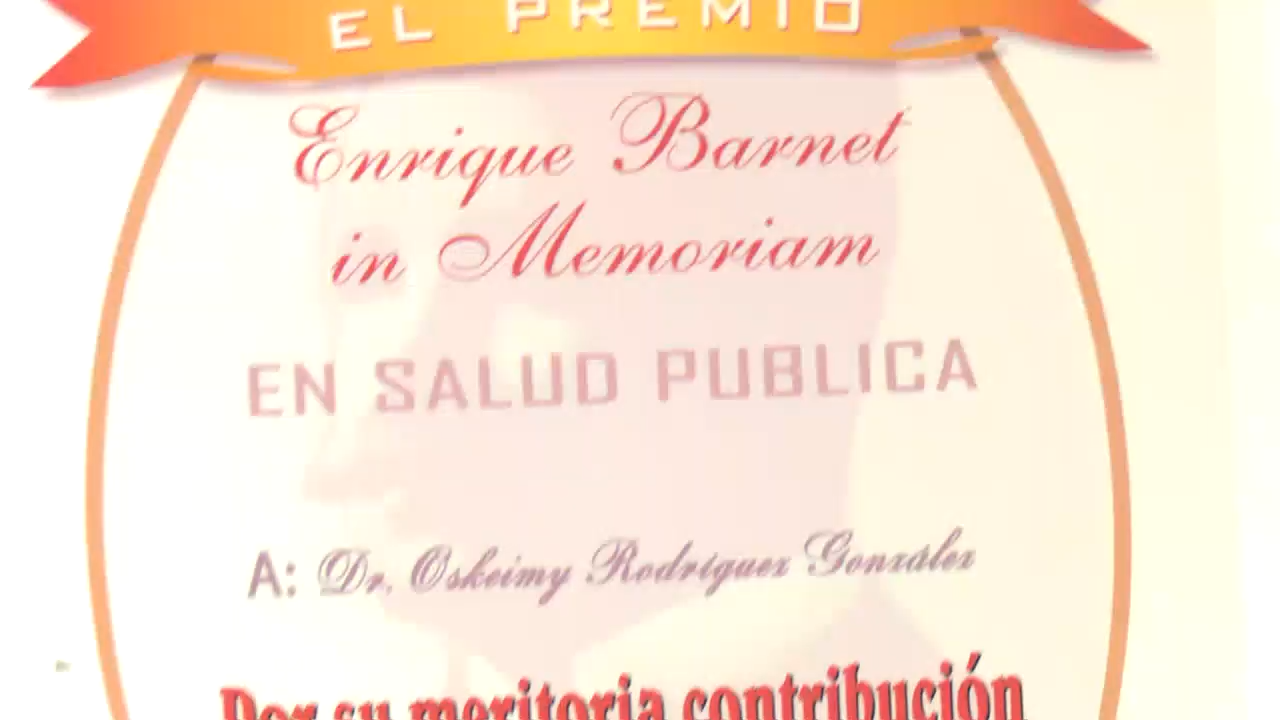 EL PREMIO
Enrique Barnet
in Memoriam
EN SALUD PUBLICA
A: Dr. Oskeimy Rodríguez González
Por su meritoria contribución